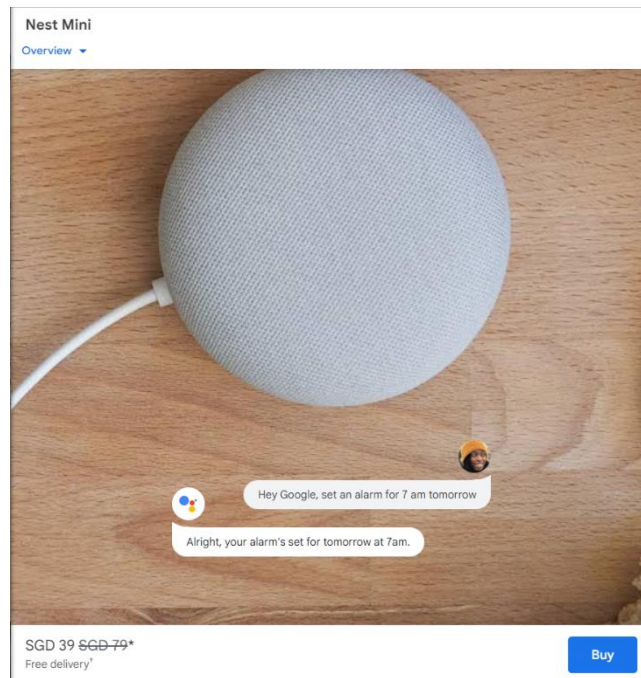 Nest Mini
Overview
Hey Google, set an alarm for 7 am tomorrow
Alright, your alarm's set for tomorrow at 7am.
SGD 39 SGD 79*
Free delivery†
Buy